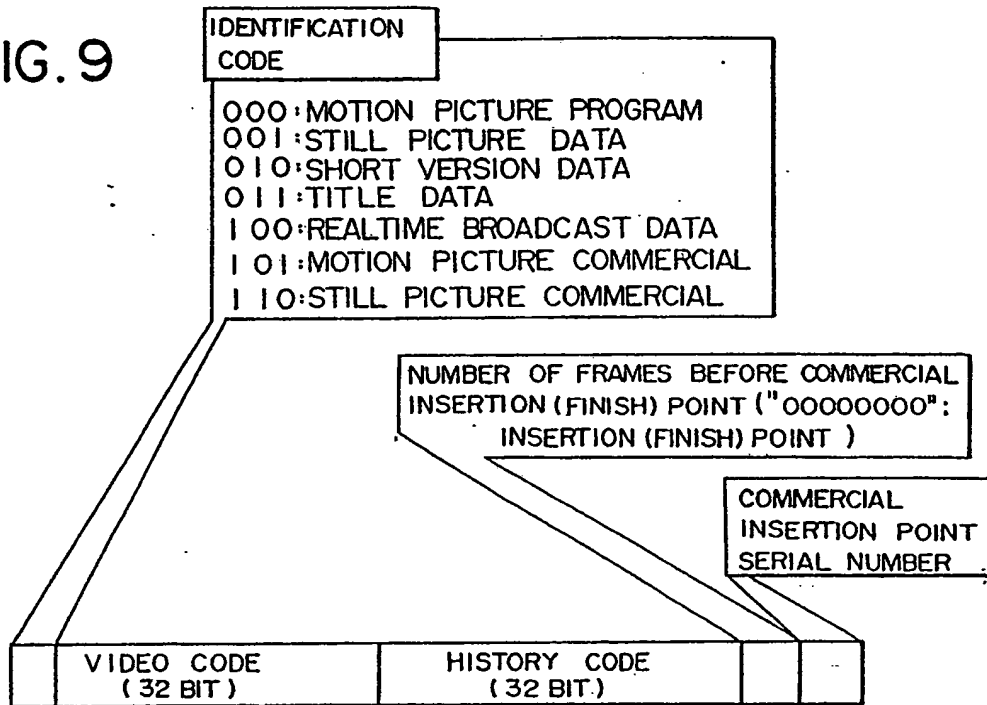 IG. 9
IDENTIFICATION
CODE
000:MOTION PICTURE PROGRAM
001:STILL PICTURE DATA
010:SHORT VERSION DATA
011:TITLE DATA
100:REALTIME BROADCAST DATA
101:MOTION PICTURE COMMERCIAL
110:STILL PICTURE COMMERCIAL
NUMBER OF FRAMES BEFORE COMMERCIAL
INSERTION (FINISH) POINT ("00000000":
INSERTION (FINISH) POINT )
COMMERCIAL
INSERTION POINT
SERIAL NUMBER
VIDEO CODE
(32 BIT)
HISTORY CODE
(32 BIT.)